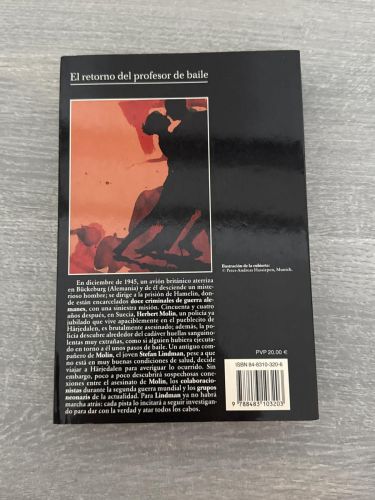 El retorno del profesor de baile
Ilustración de la cubierta:
© Peter-Andreas Hassiepen, Munich.
En diciembre de 1945, un avión británico aterriza
en Bückeburg (Alemania) y de él desciende un miste-
rioso hombre; se dirige a la prisión de Hamelin, don-
de están encarcelados doce criminales de guerra ale-
manes, con una siniestra misión. Cincuenta y cuatro
años después, en Suecia, Herbert Molin, un policía ya
jubilado que vive apaciblemente en el pueblecito de
Härjedalen, es brutalmente asesinado; además, la po-
licía descubre alrededor del cadáver huellas sanguino-
lentas muy extrañas, como si alguien hubiera ejecuta-
do en torno a él unos pasos de baile. Un antiguo com-
pañero de Molin, el joven Stefan Lindman, pese a que
no está en muy buenas condiciones de salud, decide
viajar a Härjedalen para averiguar lo ocurrido. Sin
embargo, poco a poco descubrirá sospechosas cone-
xiones entre el asesinato de Molin, los colaboracio-
nistas durante la segunda guerra mundial y los grupos
neonazis de la actualidad. Para Lindman ya no habrá
marcha atrás: cada pista lo incitará a seguir investigan-
do para dar con la verdad y atar todos los cabos.
PVP 20,00 €
ISBN 84-8310-320-6
9 788483 103203